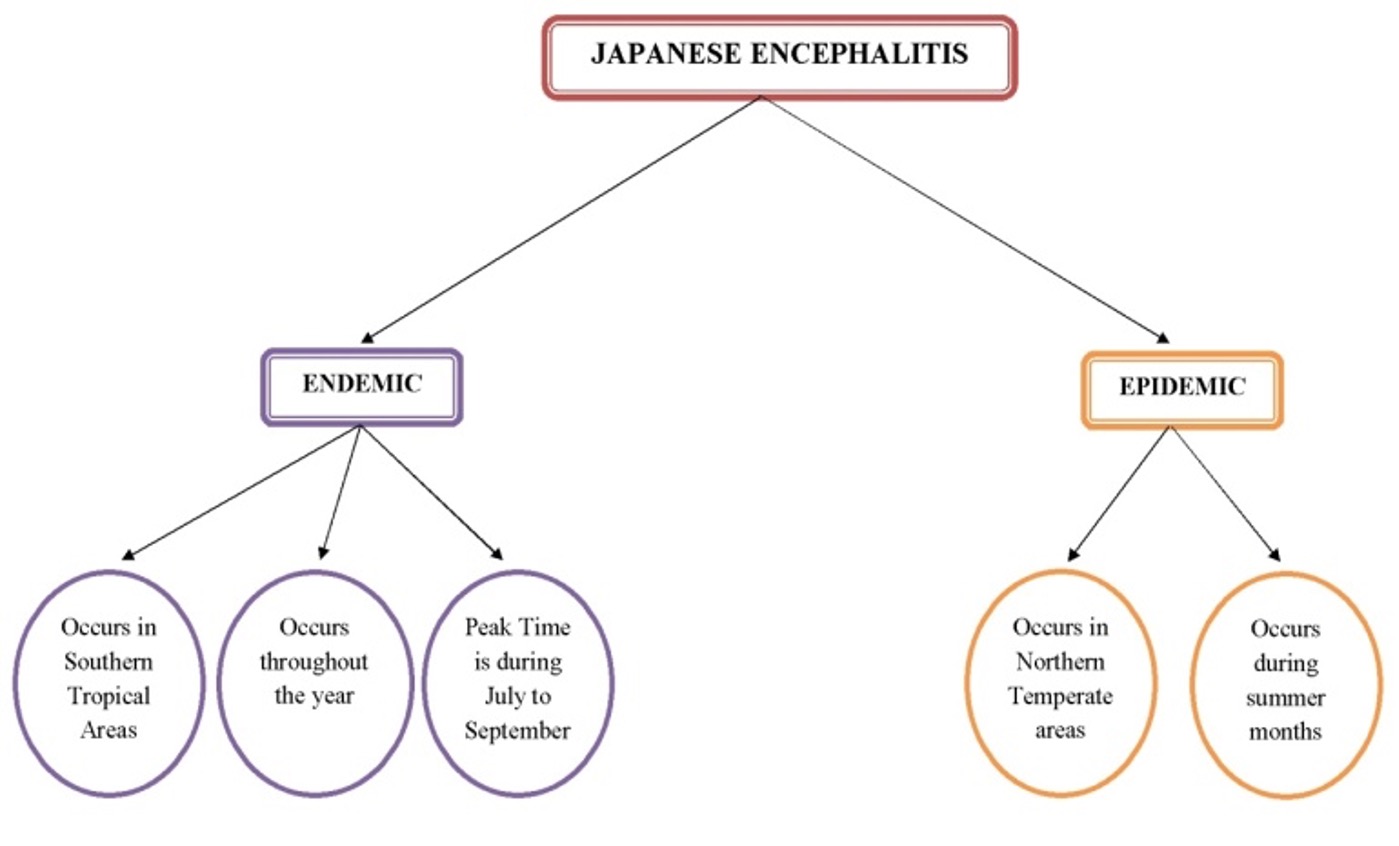 JAPANESE ENCEPHALITIS
ENDEMIC
EPIDEMIC
Occurs in
Southern
Tropical
Areas
Occurs
throughout
the year
Peak Time
is during
July to
September
Occurs in
Northern
Temperate
areas
Occurs
during
summer
months